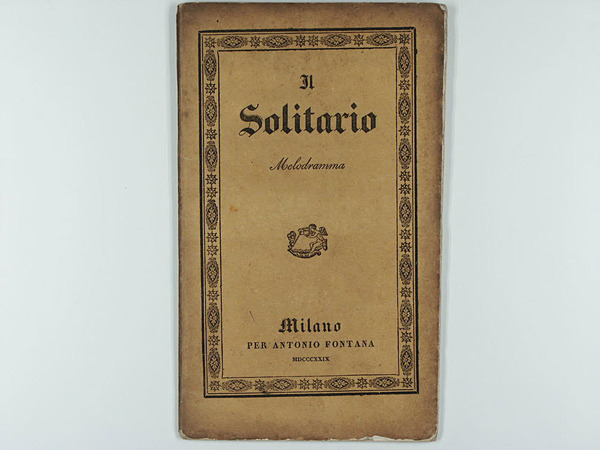 Il
Solitario
Melodramma
Milano
PER ANTONIO FONTANA
MDCCCXXIX